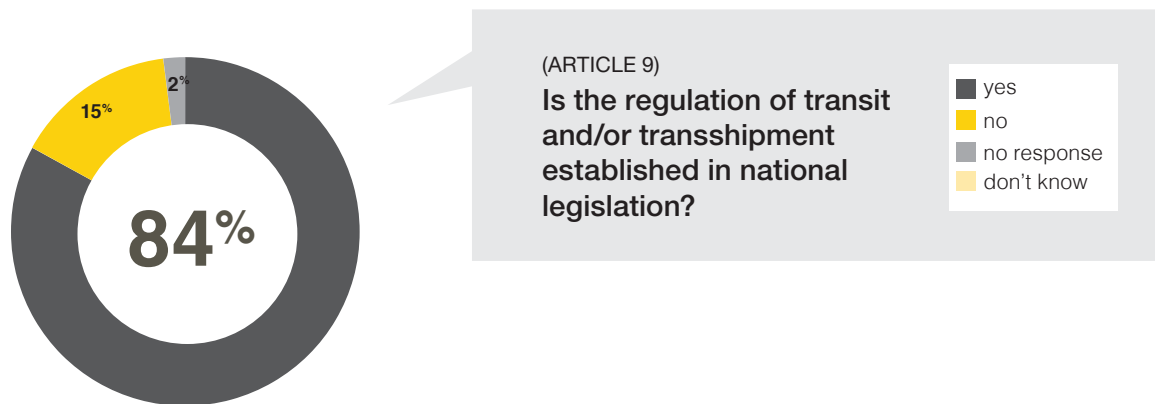 (ARTICLE 9)
Is the regulation of transit
and/or transshipment
established in national
legislation?
yes
no
no response
don't know
15%
2%
84%